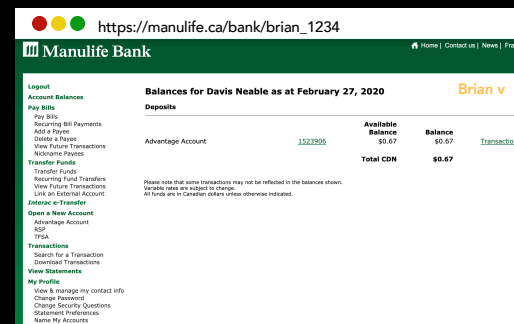 https://manulife.ca/bank/brian_1234
Manulife Bank
Home | Contact us | News | Fra
Logout
Account Balances
Pay Bills
Pay Bills
Recurring Bill Payments
Add a Payee
Delete a Payee
View Future Transactions
Nickname Payees
Transfer Funds
Transfer Funds
Recurring Fund Transfers
View Future Transactions
Link an External Account
Interac e-Transfer
Open a New Account
Advantage Account
RSP
TFSA
Transactions
Search for a Transaction
Download Transactions
View Statements
My Profile
View & manage my contact info
Change Password
Change Security Questions
Statement Preferences
Name My Accounts
Balances for Davis Neable as at February 27, 2020
Brian v
Deposits
Available Balance
Balance
Advantage Account 1523906 $0.67 $0.67 Transactio
Total CDN $0.67
Please note that some transactions may not be reflected in the balances shown.
Variable rates are subject to change.
All funds are in Canadian dollars unless otherwise indicated.